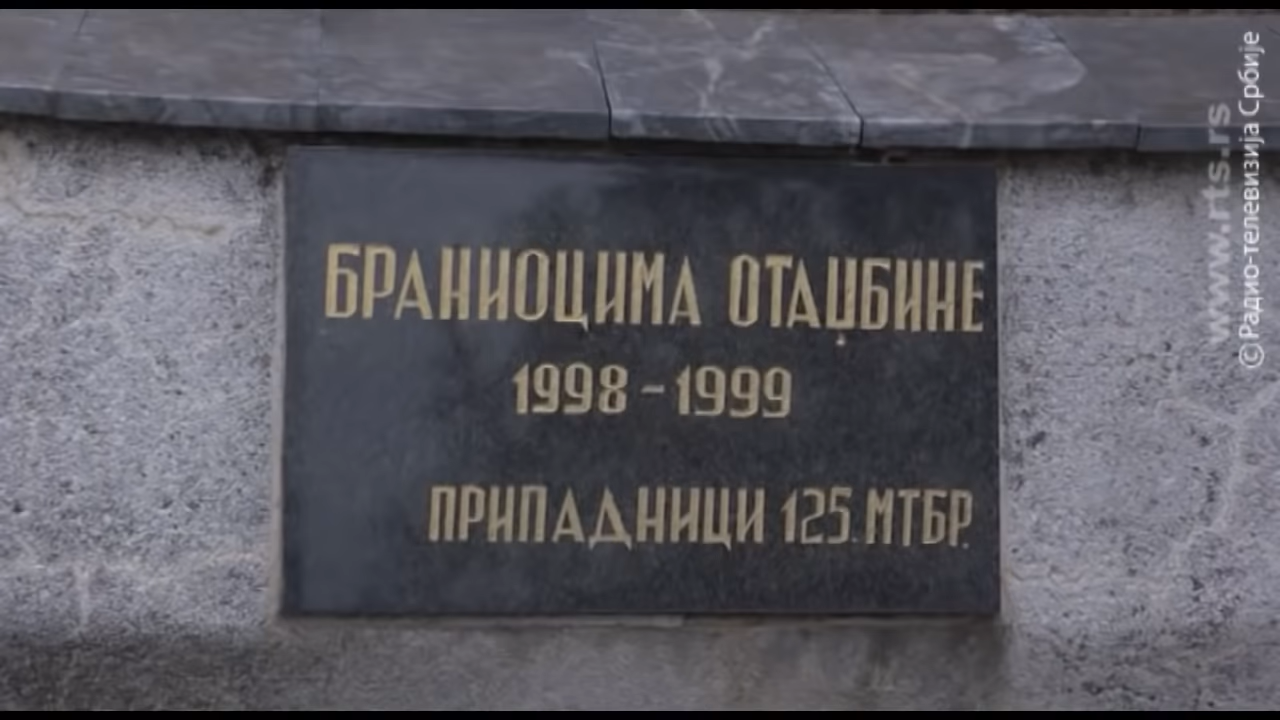 БРАНИОЦИМА ОТАЏБИНЕ
1998 - 1999
ПРИПАДНИЦИ 125. МТБР.
www.rts.rs
© Радио-телевизија Србије